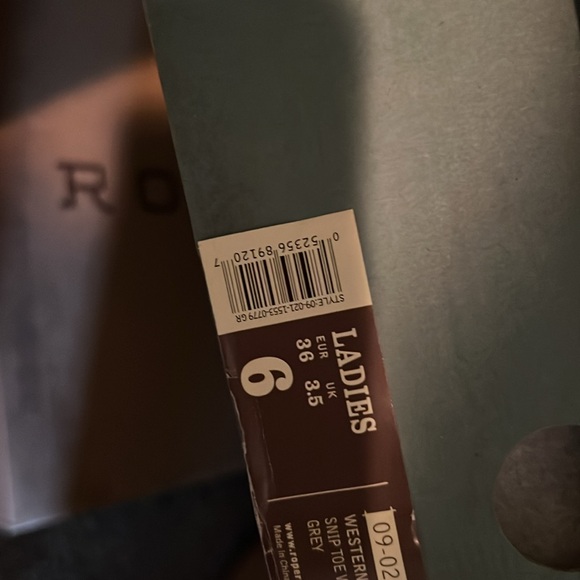 RO
0 52356 89120 7
STYLE:09-021-1553-0779 GR
LADIES
EUR UK
36 3.5
6
09-02
WESTERN
SNIP TOE
GREY
www.roper
Made in China